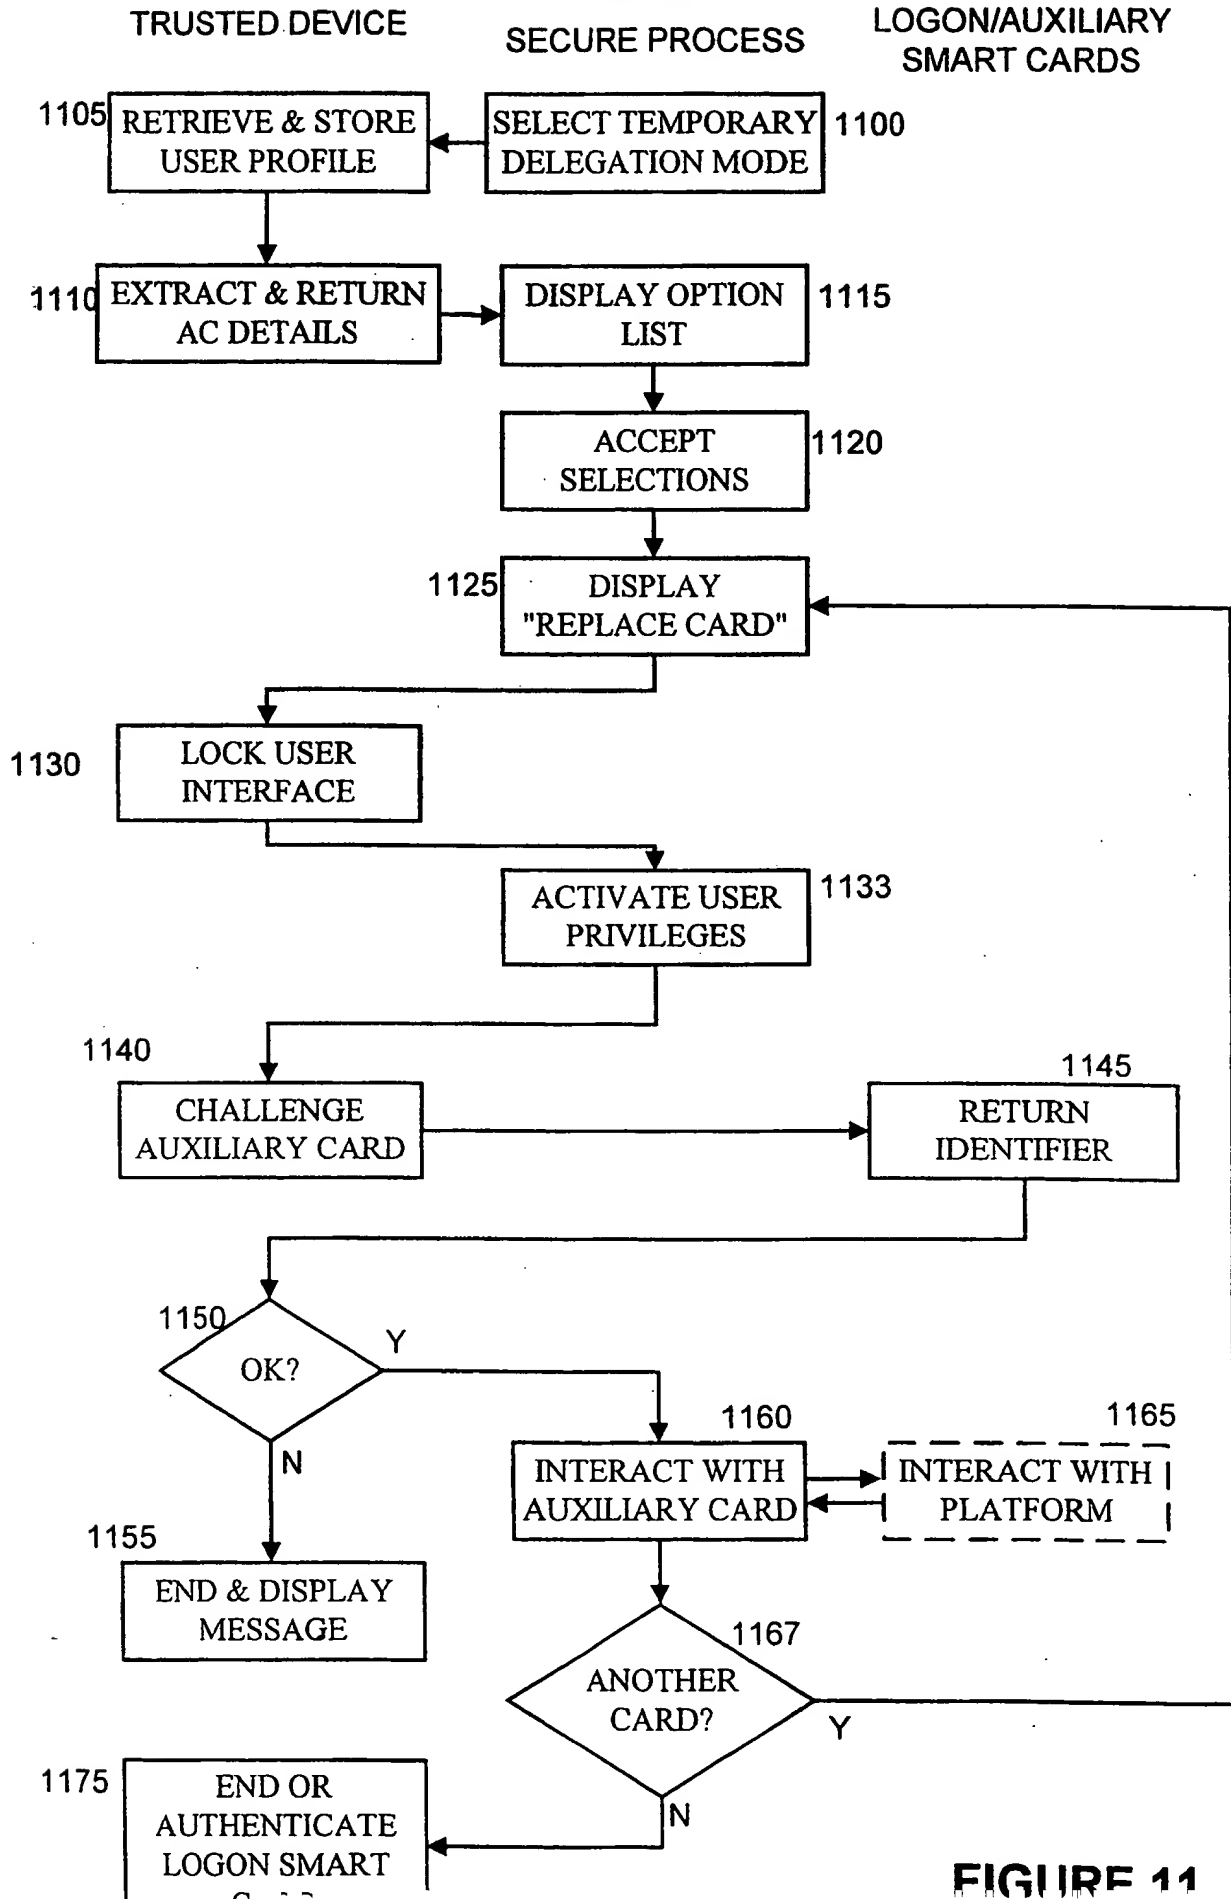 TRUSTED DEVICE
SECURE PROCESS
LOGON/AUXILIARY
SMART CARDS
1105
RETRIEVE & STORE
USER PROFILE
SELECT TEMPORARY
DELEGATION MODE
1100
1110
EXTRACT & RETURN
AC DETAILS
DISPLAY OPTION
LIST
1115
ACCEPT
SELECTIONS
1120
1125
DISPLAY
"REPLACE CARD"
1130
LOCK USER
INTERFACE
ACTIVATE USER
PRIVILEGES
1133
1140
CHALLENGE
AUXILIARY CARD
1145
RETURN
IDENTIFIER
1150
OK?
Y
N
1160
INTERACT WITH
AUXILIARY CARD
1165
INTERACT WITH
PLATFORM
1155
END & DISPLAY
MESSAGE
1167
ANOTHER
CARD?
Y
N
1175
END OR
AUTHENTICATE
LOGON SMART
FIGURE 11